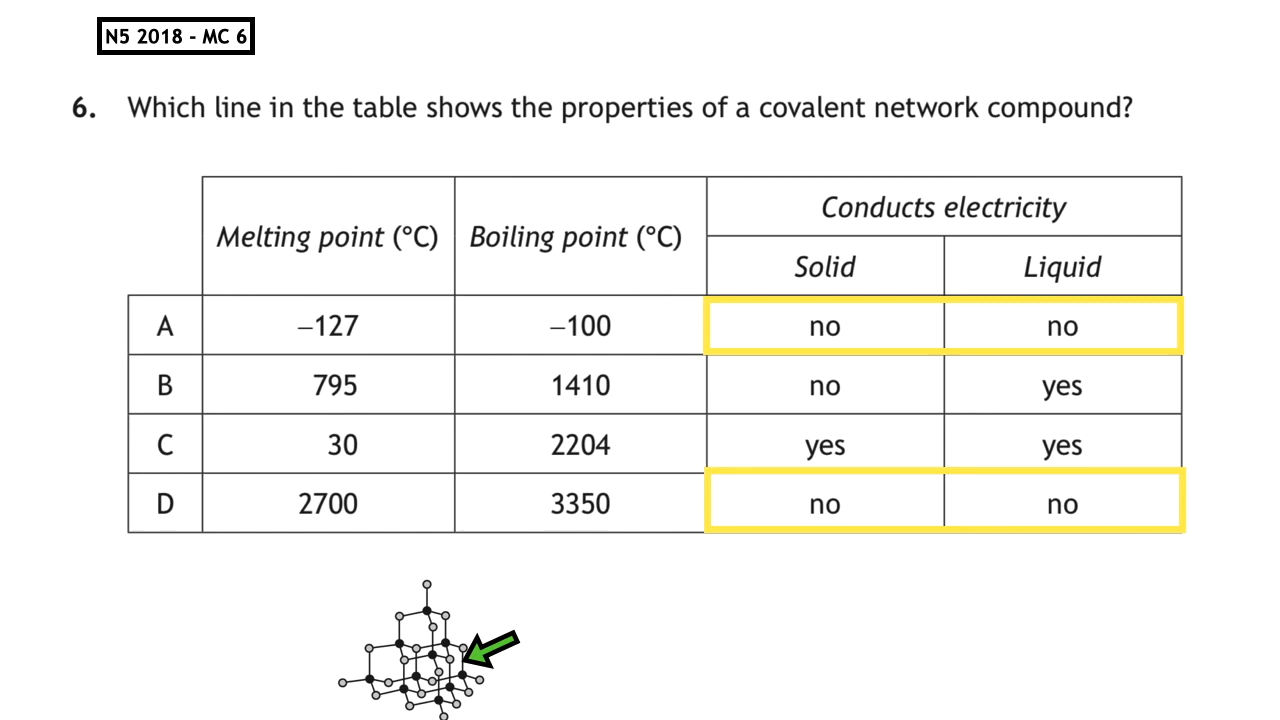 N5 2018 - MC 6
6. Which line in the table shows the properties of a covalent network compound?
Melting point (°C) Boiling point (°C) Conducts electricity
Solid Liquid
A –127 –100 no no
B 795 1410 no yes
C 30 2204 yes yes
D 2700 3350 no no